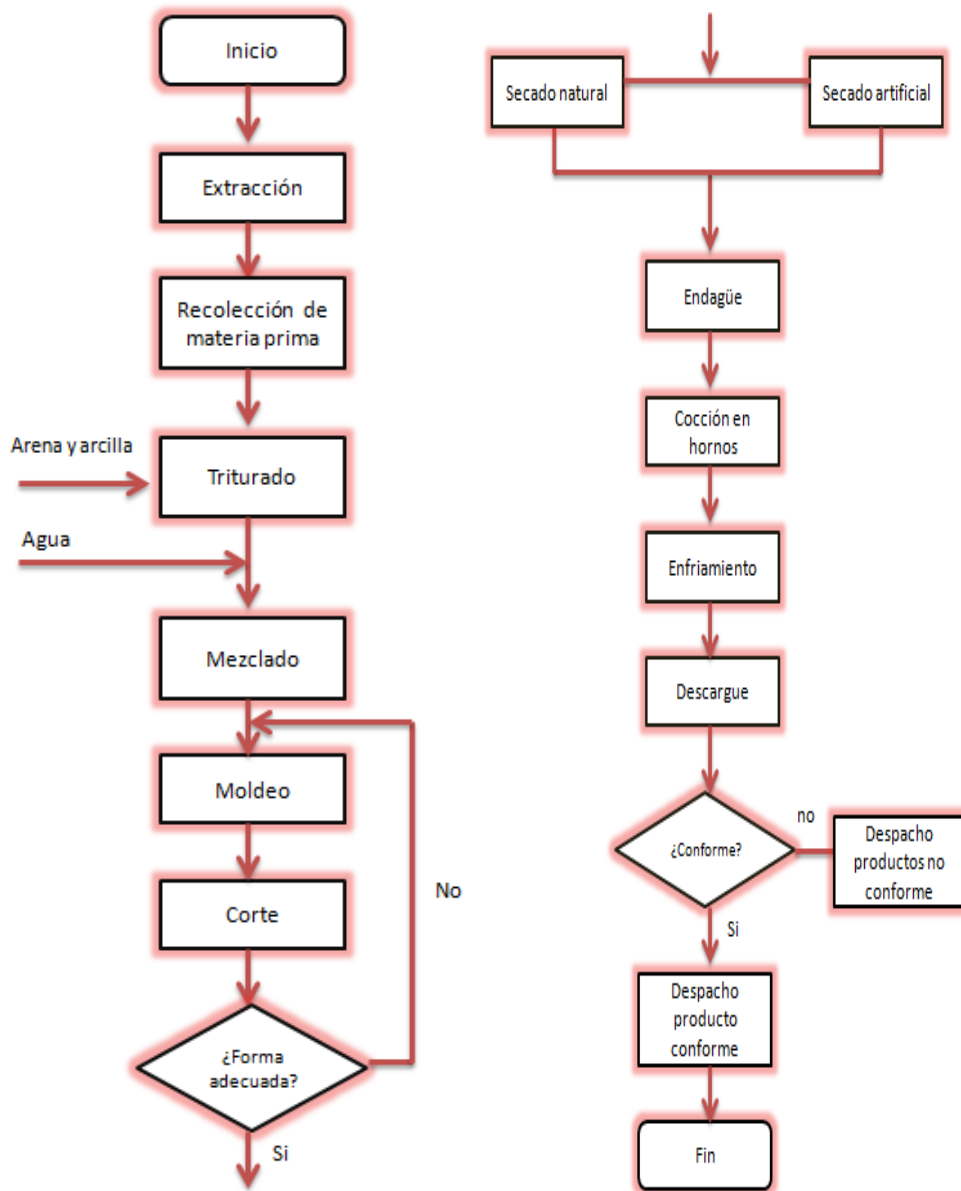 Inicio
Extracción
Recolección de
materia prima
Arena y arcilla
Triturado
Agua
Mezclado
Moldeo
Corte
No
¿Forma
adecuada?
Si
Secado natural
Secado artificial
Endagüe
Cocción en
hornos
Enfriamiento
Descargue
¿Conforme?
no
Despacho
productos no
conforme
Si
Despacho
producto
conforme
Fin